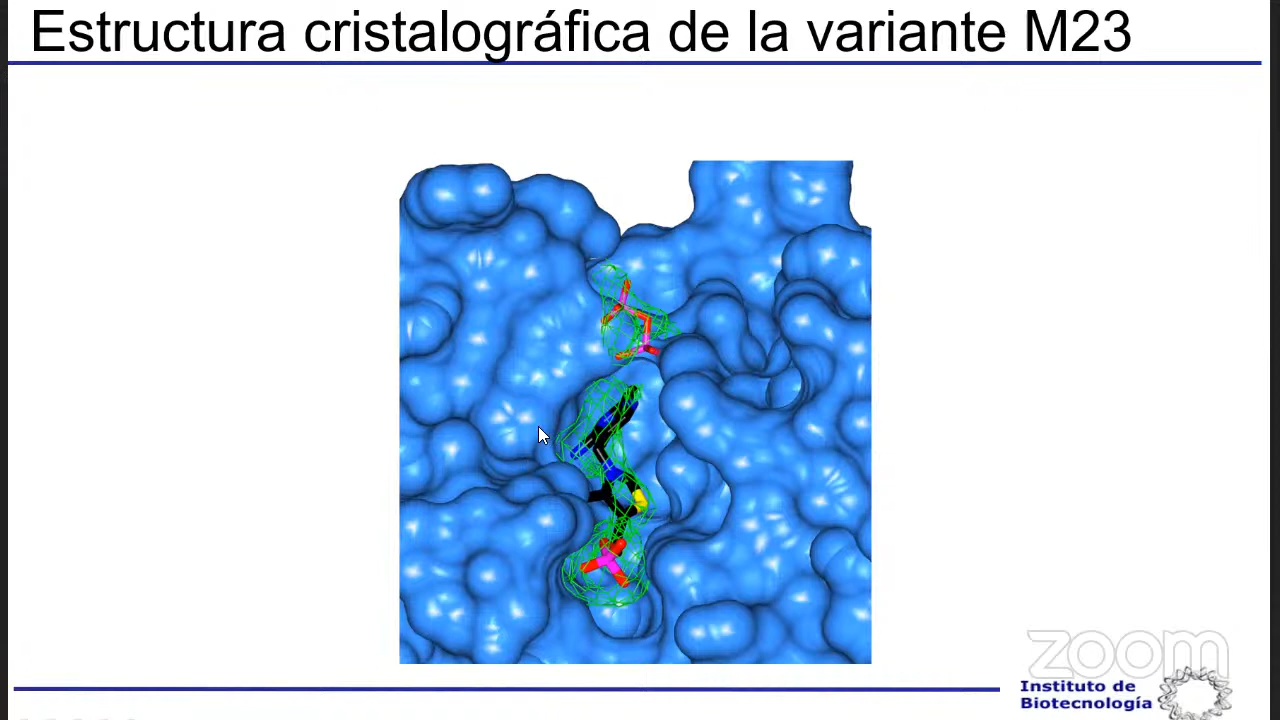 Estructura cristalográfica de la variante M23
zoom
Instituto de
Biotecnología